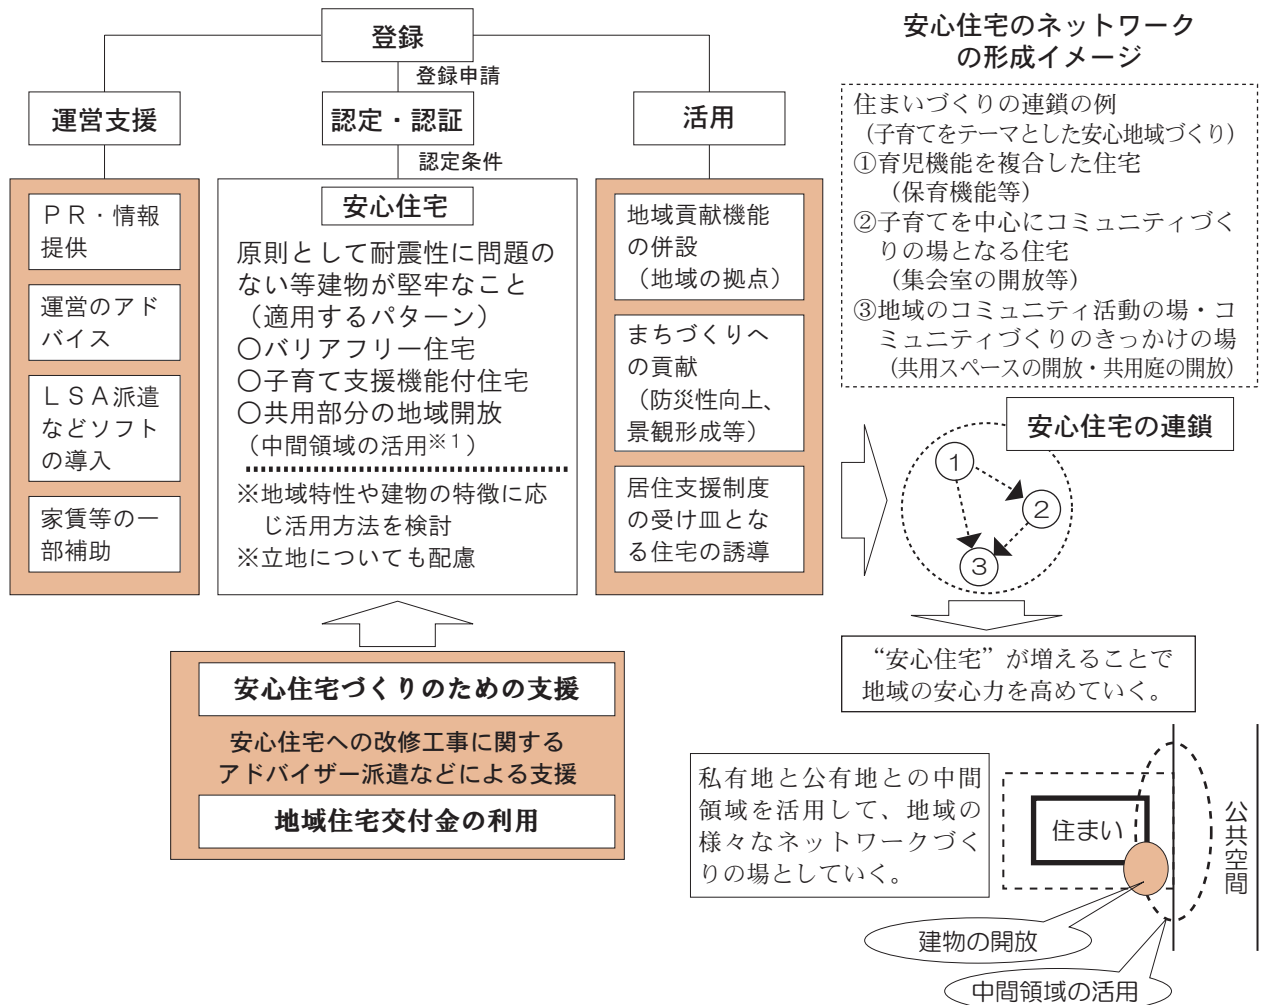 登録
登録申請
運営支援
認定・認証
認定条件
活用
ＰＲ・情報
提供
運営のアド
バイス
ＬＳＡ派遣
などソフト
の導入
家賃等の一
部補助
安心住宅
原則として耐震性に問題の
ない等建物が堅牢なこと
（適用するパターン）
○バリアフリー住宅
○子育て支援機能付住宅
○共用部分の地域開放
（中間領域の活用※1）
※地域特性や建物の特徴に応
じ活用方法を検討
※立地についても配慮
地域貢献機能
の併設
（地域の拠点）
まちづくりへ
の貢献
（防災性向上、
景観形成等）
居住支援制度
の受け皿とな
る住宅の誘導
安心住宅づくりのための支援
安心住宅への改修工事に関する
アドバイザー派遣などによる支援
地域住宅交付金の利用
安心住宅のネットワーク
の形成イメージ
住まいづくりの連鎖の例
（子育てをテーマとした安心地域づくり）
①育児機能を複合した住宅
（保育機能等）
②子育てを中心にコミュニティづく
りの場となる住宅
（集会室の開放等）
③地域のコミュニティ活動の場・コ
ミュニティづくりのきっかけの場
（共用スペースの開放・共用庭の開放）
安心住宅の連鎖
①
②
③
“安心住宅”が増えることで
地域の安心力を高めていく。
私有地と公有地との中間
領域を活用して、地域の
様々なネットワークづく
りの場としていく。
住まい
公共空間
建物の開放
中間領域の活用